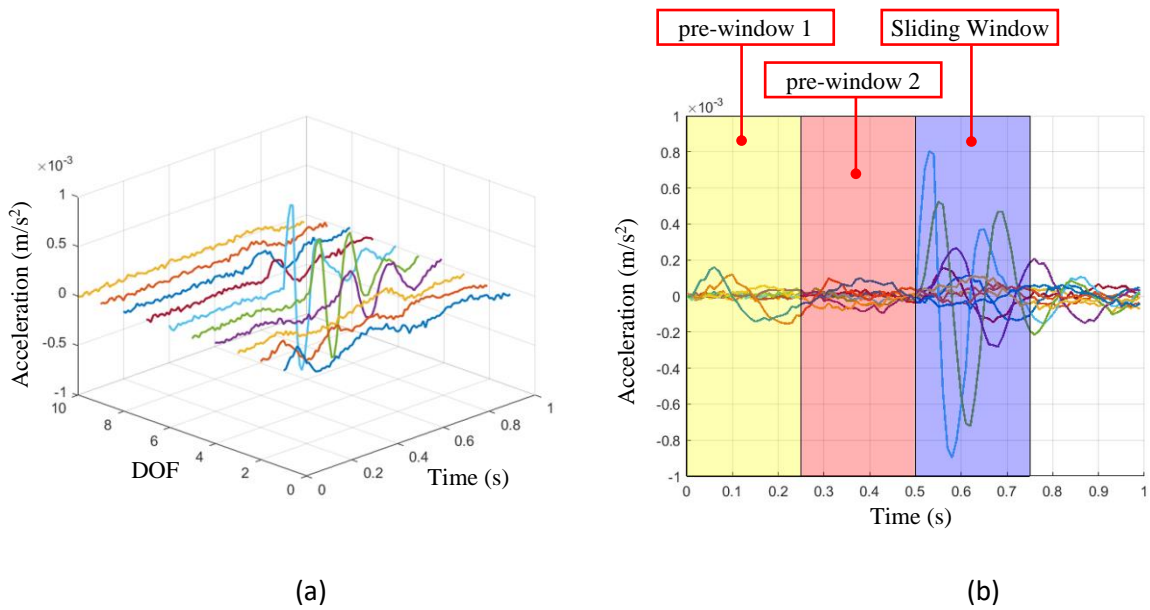 pre-window 1
Sliding Window
pre-window 2
×10⁻³
1
0.5
0
-0.5
-1
Acceleration (m/s²)
10
8
6
4
2
0
DOF
0
0.2
0.4
0.6
0.8
1
Time (s)
×10⁻³
1
0.8
0.6
0.4
0.2
0
-0.2
-0.4
-0.6
-0.8
-1
Acceleration (m/s²)
0 0.1 0.2 0.3 0.4 0.5 0.6 0.7 0.8 0.9 1
Time (s)
(a)
(b)